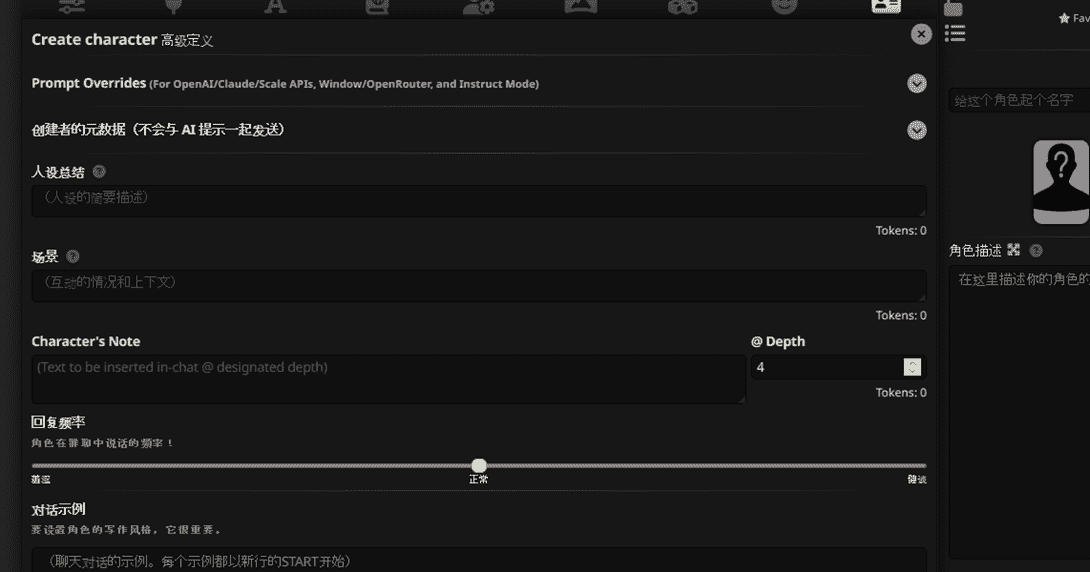 Create character 高级定义
Prompt Overrides (For OpenAI/Claude/Scale APIs, Window/OpenRouter, and Instruct Mode)
创建者的元数据（不会与 AI 提示一起发送）
人设总结
（人设的简要描述）
Tokens: 0
场景
（互动的情况和上下文）
Tokens: 0
Character's Note
(Text to be inserted in-chat @ designated depth)
@ Depth
4
Tokens: 0
回复频率
角色在群聊中说话的频率！
正常
健谈
对话示例
要设置角色的写作风格，它很重要。
（聊天对话的示例。每个示例都以新行的START开始）
Fav
给这个角色起个名字
角色描述
在这里描述你的角色的